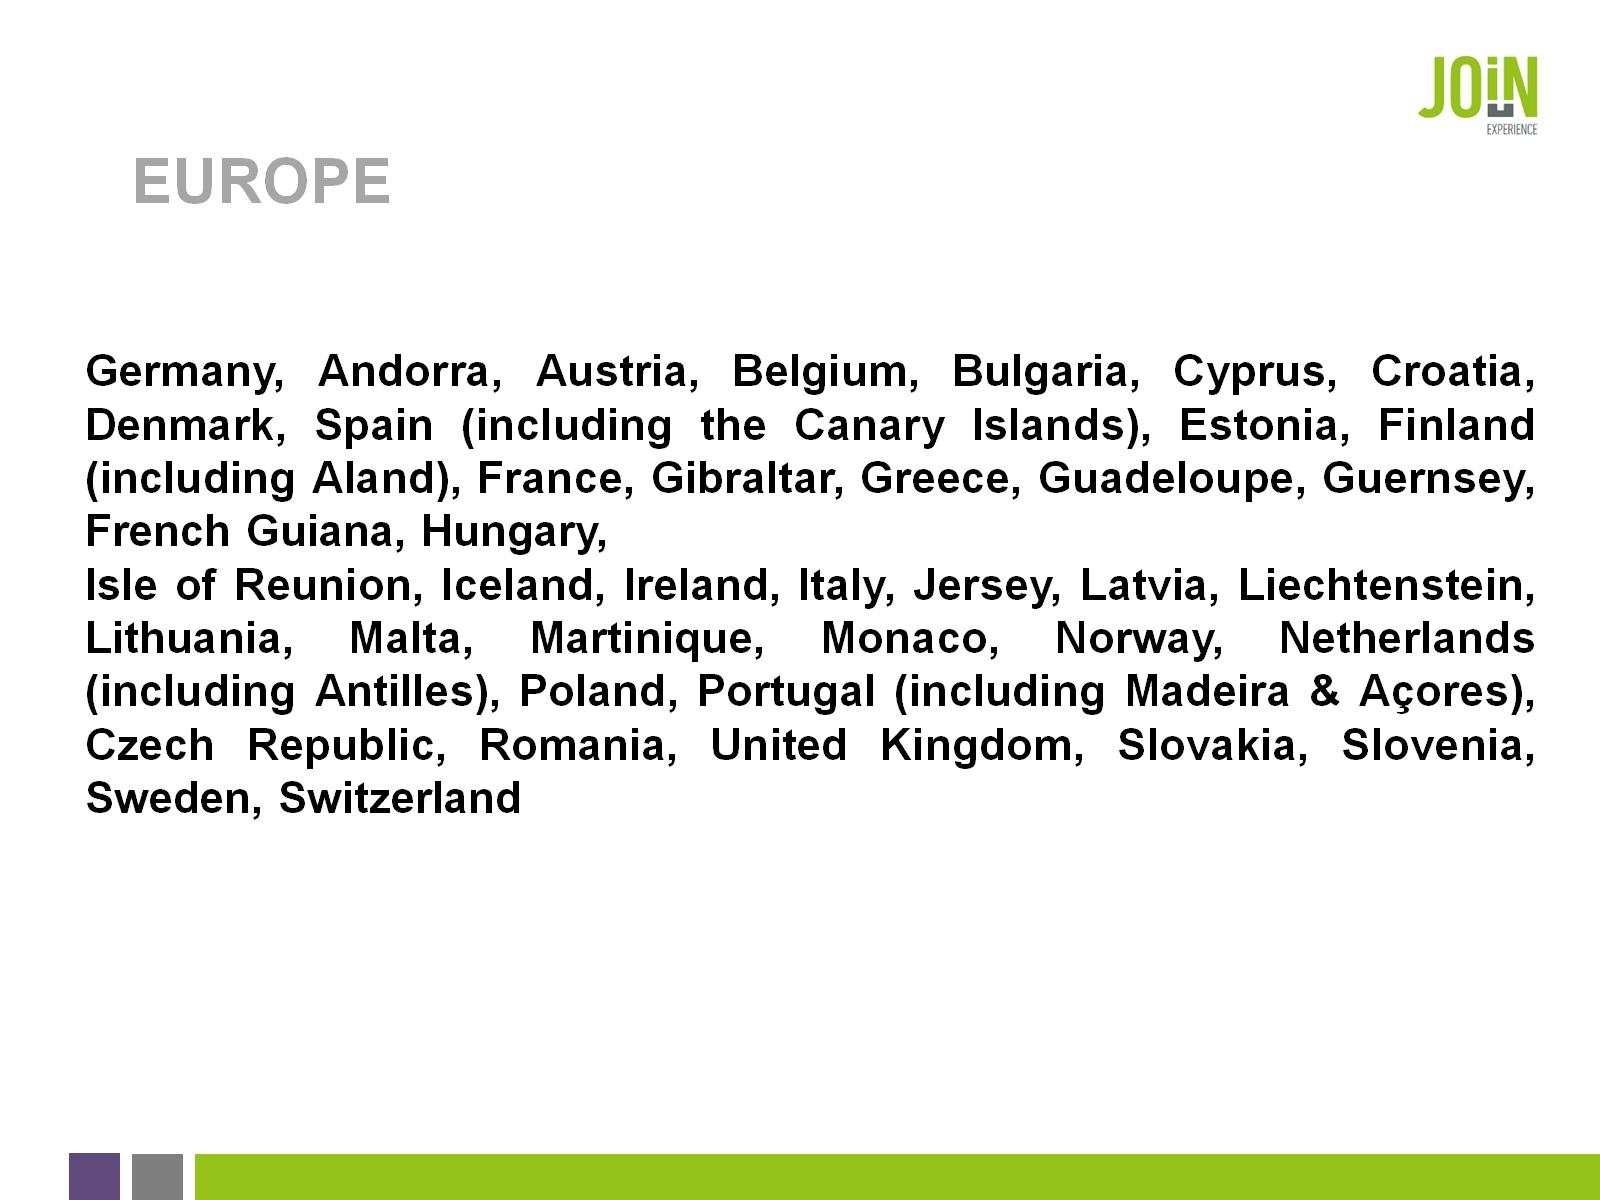 JOiN
EXPERIENCE
EUROPE
Germany, Andorra, Austria, Belgium, Bulgaria, Cyprus, Croatia,
Denmark, Spain (including the Canary Islands), Estonia, Finland
(including Aland), France, Gibraltar, Greece, Guadeloupe, Guernsey,
French Guiana, Hungary,
Isle of Reunion, Iceland, Ireland, Italy, Jersey, Latvia, Liechtenstein,
Lithuania, Malta, Martinique, Monaco, Norway, Netherlands
(including Antilles), Poland, Portugal (including Madeira & Açores),
Czech Republic, Romania, United Kingdom, Slovakia, Slovenia,
Sweden, Switzerland